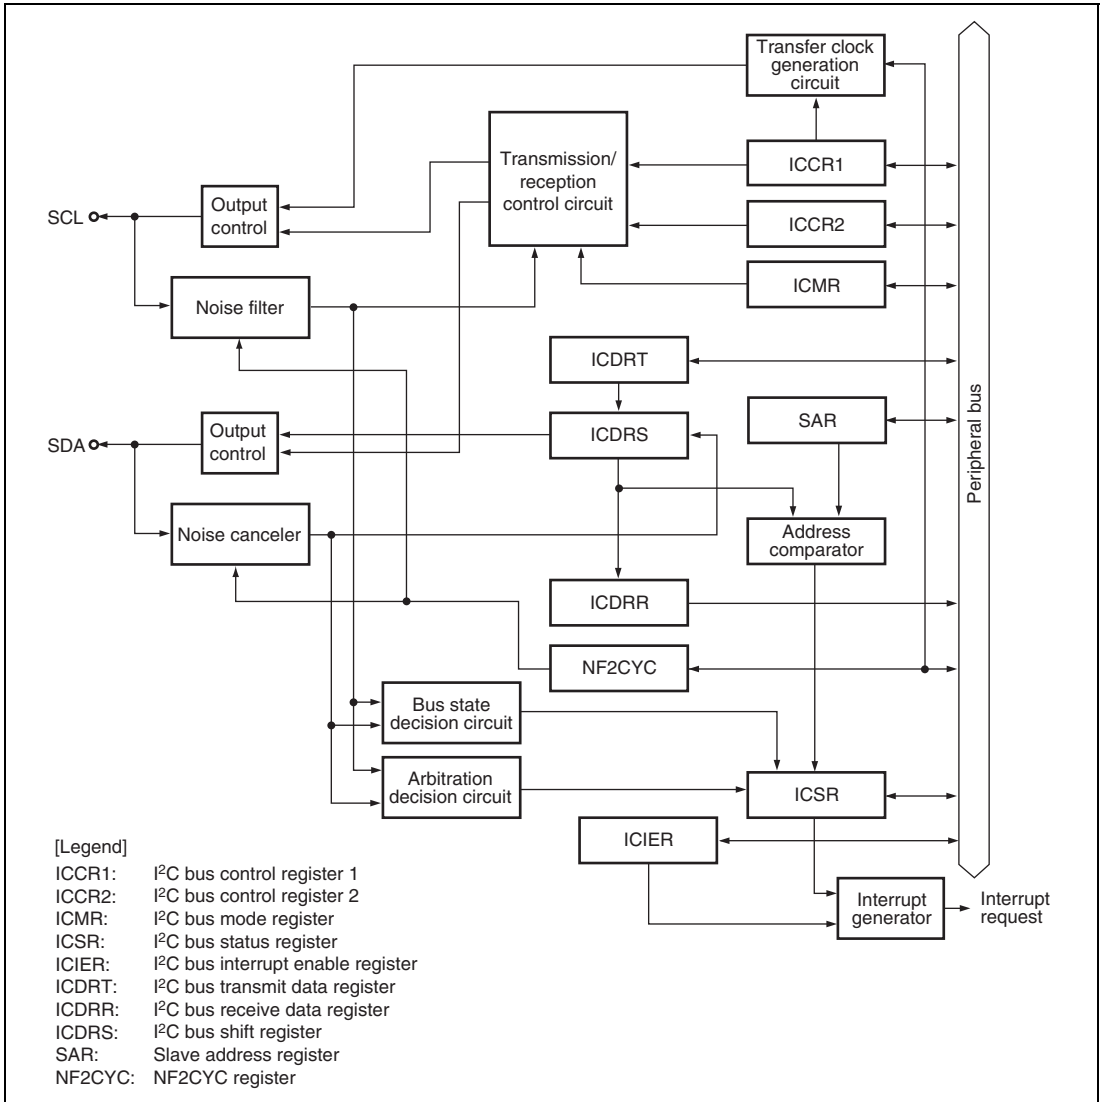 Transfer clock
generation
circuit
Transmission/
reception
control circuit
ICCR1
Output
control
SCL
ICCR2
ICMR
Noise filter
ICDRT
Peripheral bus
SAR
Output
control
ICDRS
SDA
Noise canceler
Address
comparator
ICDRR
NF2CYC
Bus state
decision circuit
Arbitration
decision circuit
ICSR
ICIER
Interrupt
generator
Interrupt
request
[Legend]
ICCR1: I²C bus control register 1
ICCR2: I²C bus control register 2
ICMR: I²C bus mode register
ICSR: I²C bus status register
ICIER: I²C bus interrupt enable register
ICDRT: I²C bus transmit data register
ICDRR: I²C bus receive data register
ICDRS: I²C bus shift register
SAR: Slave address register
NF2CYC: NF2CYC register